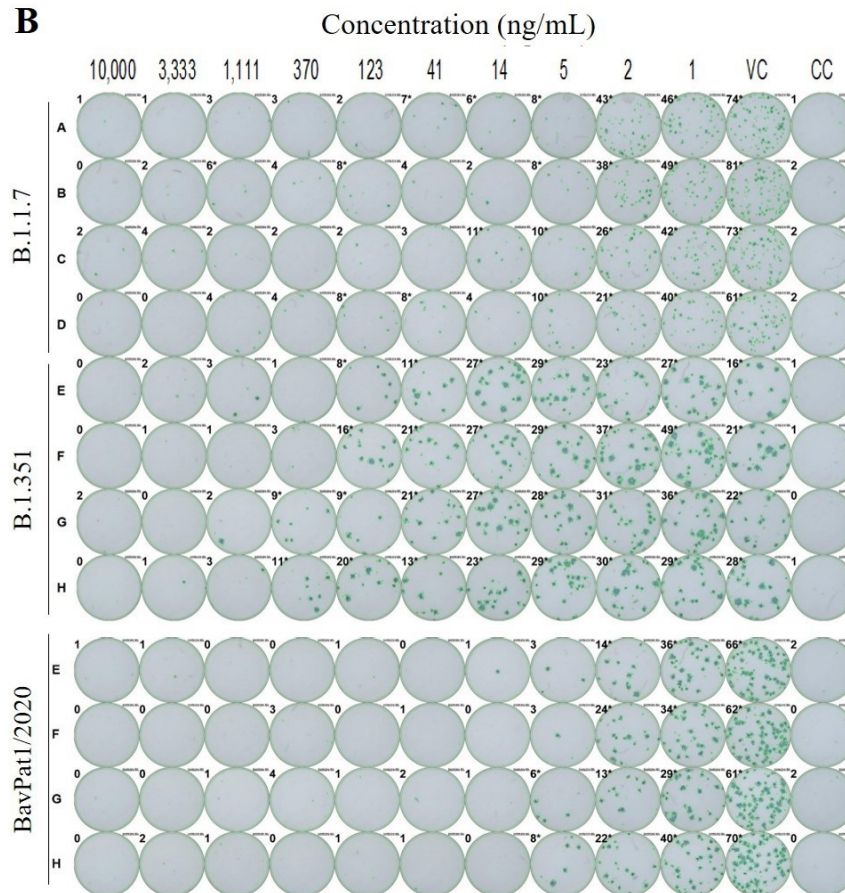 B
Concentration (ng/mL)
10,000 3,333 1,111 370 123 41 14 5 2 1 VC CC
B.1.1.7
A 1 1 3 3 2 7* 6* 8* 43* 46* 74* 1
B 0 2 6* 4 8* 4 2 8* 38* 49* 81* 2
C 2 4 2 2 2 3 11* 10* 26* 42* 73* 2
D 0 0 4 4 8* 8* 4 10* 21* 40* 61* 2
B.1.351
E 0 2 3 1 8* 11* 27* 29* 23* 27* 16* 1
F 0 1 1 3 16* 21* 27* 29* 37* 49* 21* 1
G 2 0 2 9* 9* 21* 27* 28* 31* 36* 22* 0
H 0 1 3 11* 20* 13* 23* 29* 30* 29* 28* 1
BavPat1/2020
E 1 1 0 0 1 0 1 3 14* 36* 66* 2
F 0 0 0 3 0 1 0 3 24* 34* 62* 0
G 0 0 1 4 1 2 1 6* 13* 29* 61* 2
H 0 2 1 0 1 1 0 8* 22* 40* 70* 0